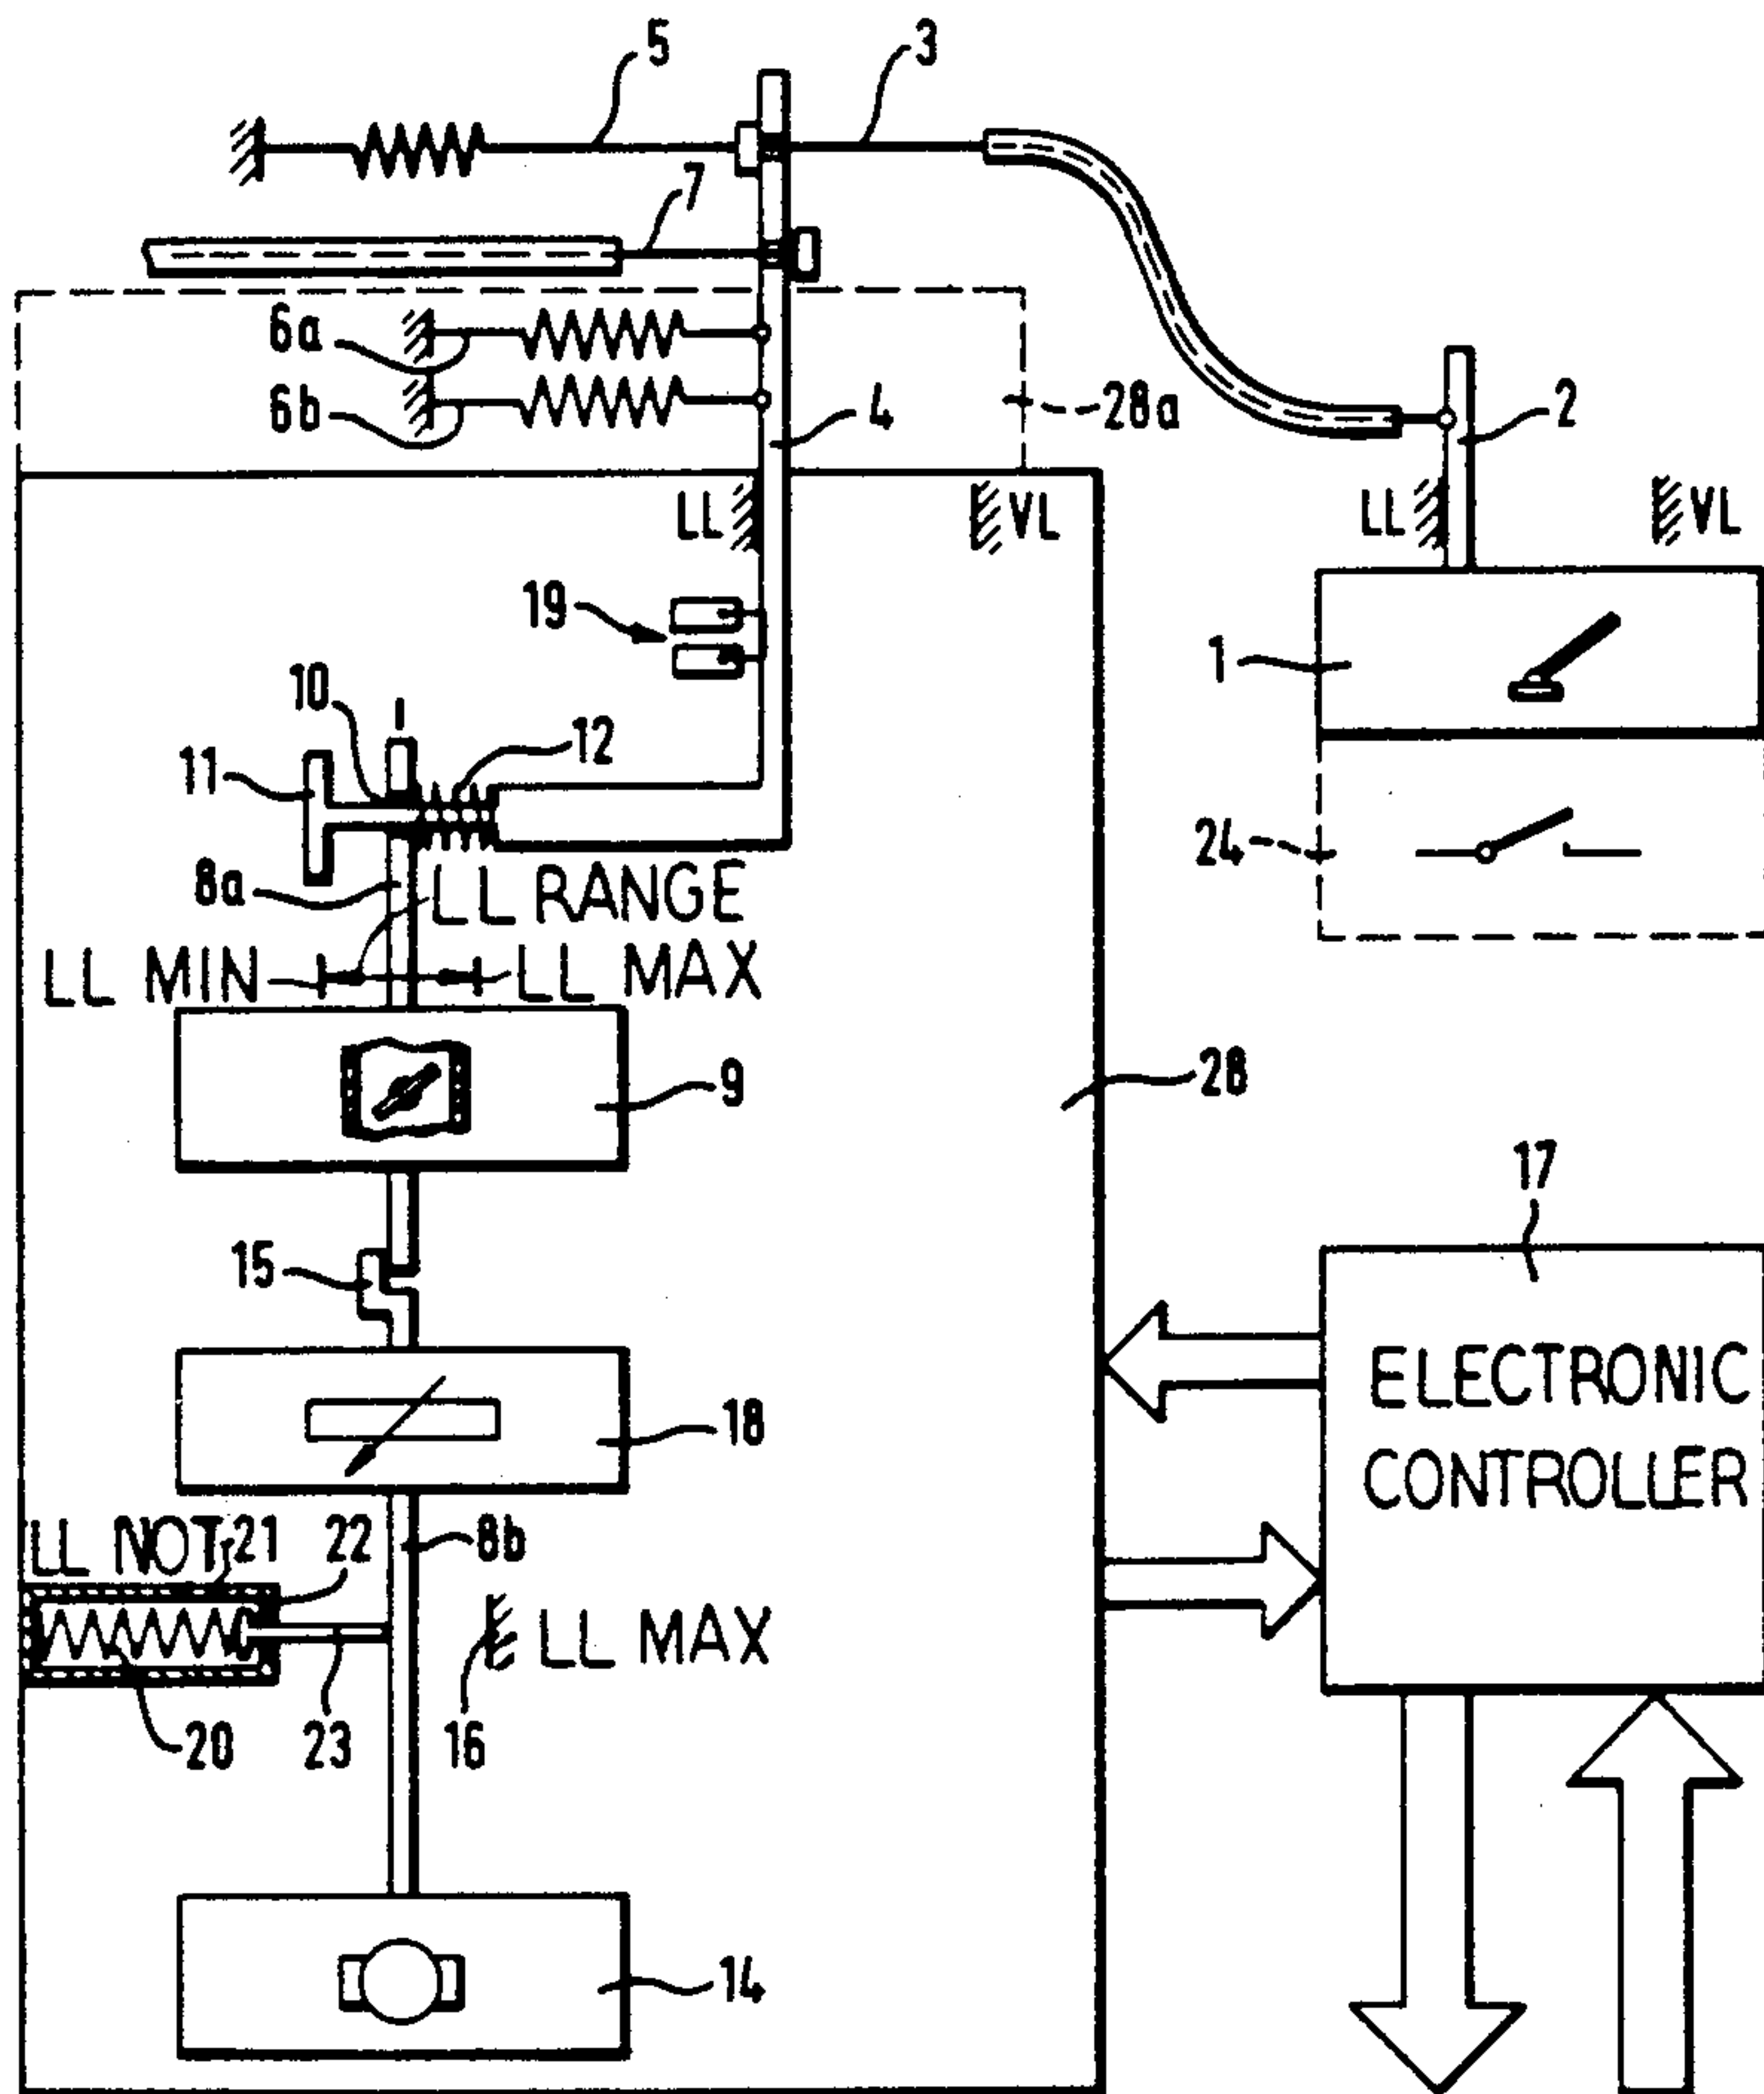 5
3
7
6a
6b
4
28a
2
LL
VL
LL
VL
19
1
10
12
11
24
8a
LL RANGE
LL MIN
LL MAX
9
28
17
15
ELECTRONIC
CONTROLLER
18
8b
LL NOT
21
22
LL MAX
20
23
16
14